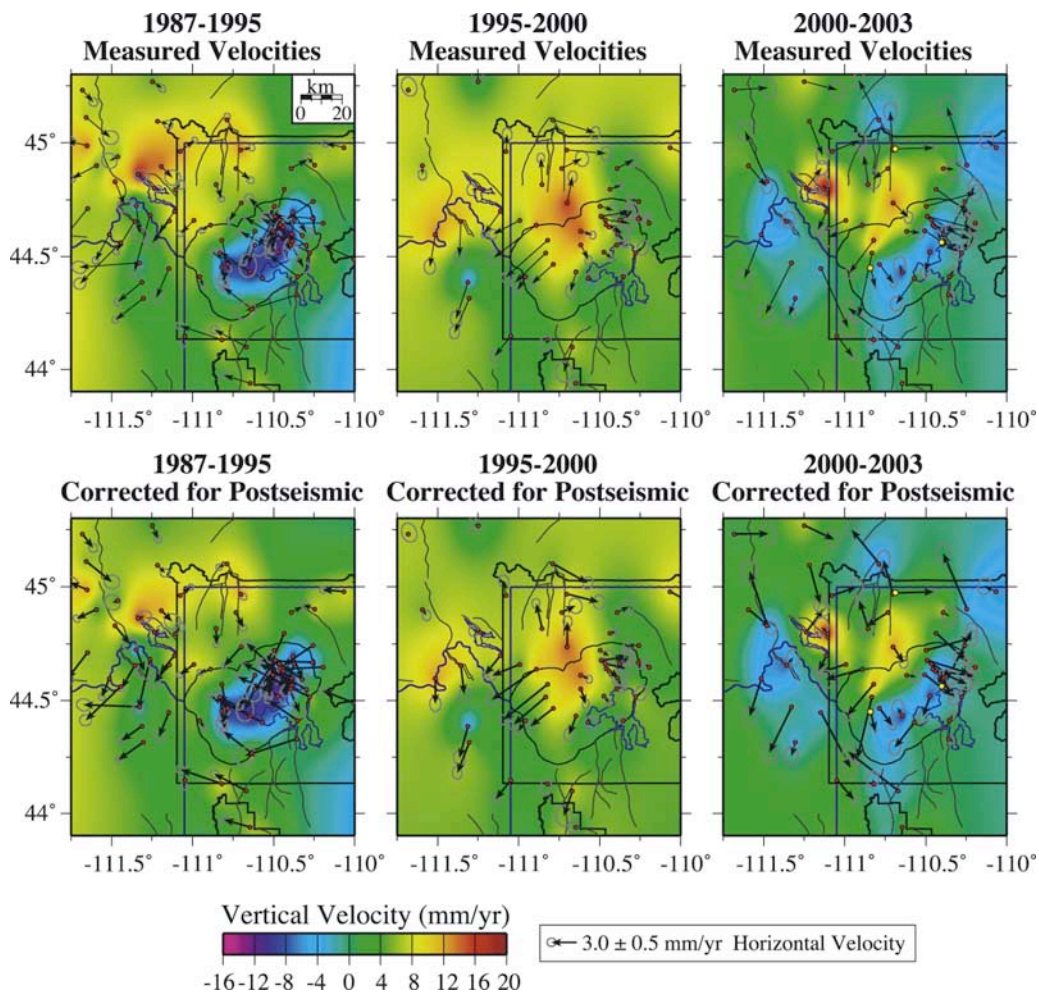 1987-1995
Measured Velocities
1995-2000
Measured Velocities
2000-2003
Measured Velocities
km
0 20
45°
44.5°
44°
-111.5° -111° -110.5° -110°
-111.5° -111° -110.5° -110°
-111.5° -111° -110.5° -110°
1987-1995
Corrected for Postseismic
1995-2000
Corrected for Postseismic
2000-2003
Corrected for Postseismic
45°
44.5°
44°
-111.5° -111° -110.5° -110°
-111.5° -111° -110.5° -110°
-111.5° -111° -110.5° -110°
Vertical Velocity (mm/yr)
-16 -12 -8 -4 0 4 8 12 16 20
3.0 ± 0.5 mm/yr Horizontal Velocity